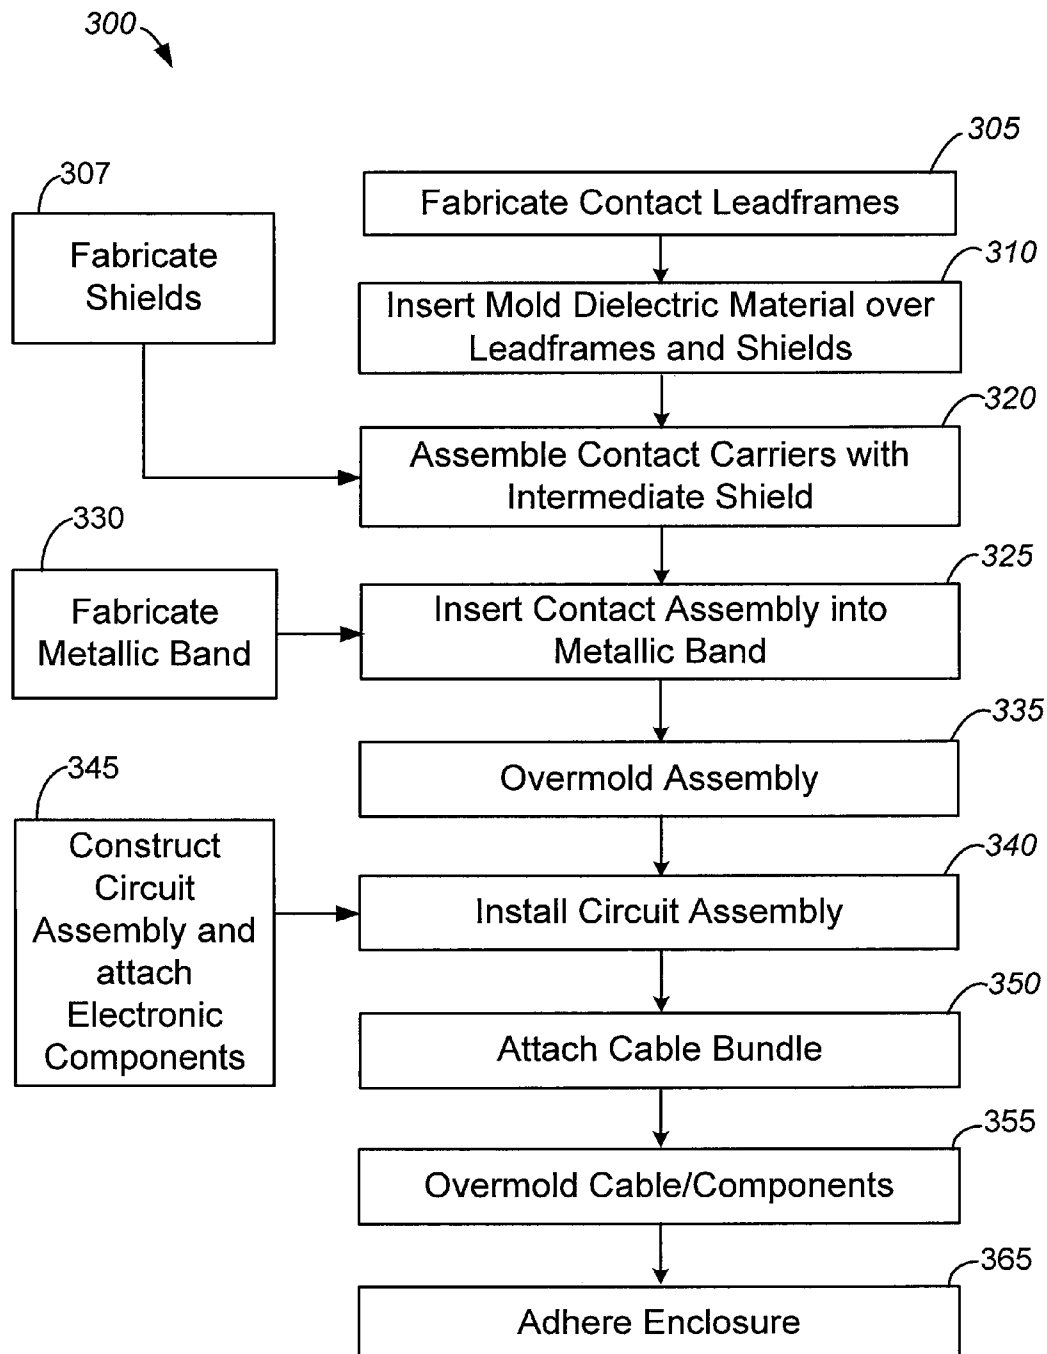 300
305
Fabricate Contact Leadframes
307
Fabricate
Shields
310
Insert Mold Dielectric Material over
Leadframes and Shields
320
Assemble Contact Carriers with
Intermediate Shield
330
Fabricate
Metallic Band
325
Insert Contact Assembly into
Metallic Band
335
Overmold Assembly
345
Construct
Circuit
Assembly and
attach
Electronic
Components
340
Install Circuit Assembly
350
Attach Cable Bundle
355
Overmold Cable/Components
365
Adhere Enclosure